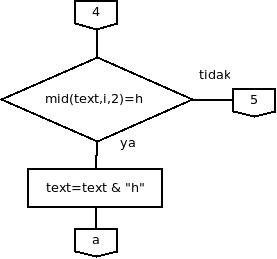 4
tidak
mid(text,i,2)=h
5
ya
text=text & "h"
a